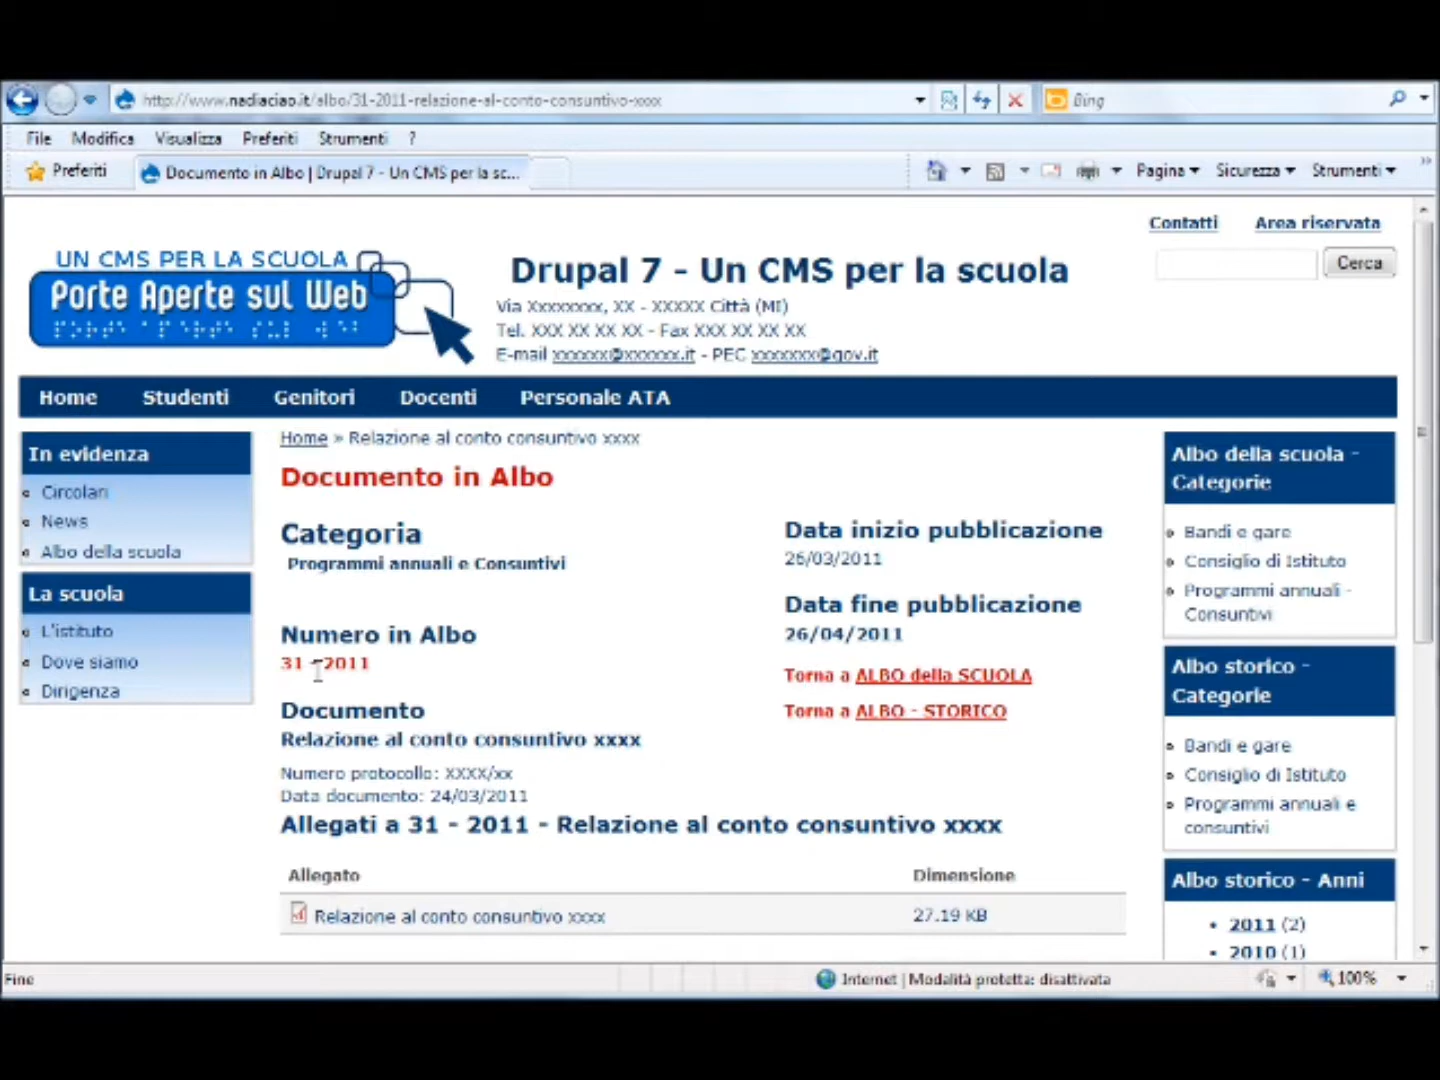 http://www.nadiaciao.it/albo/31-2011-relazione-al-conto-consuntivo-xxxx
Bing
File Modifica Visualizza Preferiti Strumenti ?
Preferiti
Documento in Albo | Drupal 7 - Un CMS per la sc...
Pagina Sicurezza Strumenti
Contatti Area riservata
Cerca
UN CMS PER LA SCUOLA
Porte Aperte sul Web
Drupal 7 - Un CMS per la scuola
Via Xxxxxxxx, XX - XXXXX Città (MI)
Tel. XXX XX XX XX - Fax XXX XX XX XX
E-mail xxxxxx@xxxxxx.it - PEC xxxxxxx@gov.it
Home Studenti Genitori Docenti Personale ATA
In evidenza
Circolari
News
Albo della scuola
La scuola
L'istituto
Dove siamo
Dirigenza
Home » Relazione al conto consuntivo xxxx
Documento in Albo
Categoria
Programmi annuali e Consuntivi
Numero in Albo
31 - 2011
Documento
Relazione al conto consuntivo xxxx
Numero protocollo: XXXX/xx
Data documento: 24/03/2011
Data inizio pubblicazione
26/03/2011
Data fine pubblicazione
26/04/2011
Torna a ALBO della SCUOLA
Torna a ALBO - STORICO
Allegati a 31 - 2011 - Relazione al conto consuntivo xxxx
Allegato Dimensione
Relazione al conto consuntivo xxxx 27.19 KB
Albo della scuola -
Categorie
Bandi e gare
Consiglio di Istituto
Programmi annuali -
Consuntivi
Albo storico -
Categorie
Bandi e gare
Consiglio di Istituto
Programmi annuali e
consuntivi
Albo storico - Anni
2011 (2)
2010 (1)
Fine
Internet | Modalità protetta: disattivata
100%